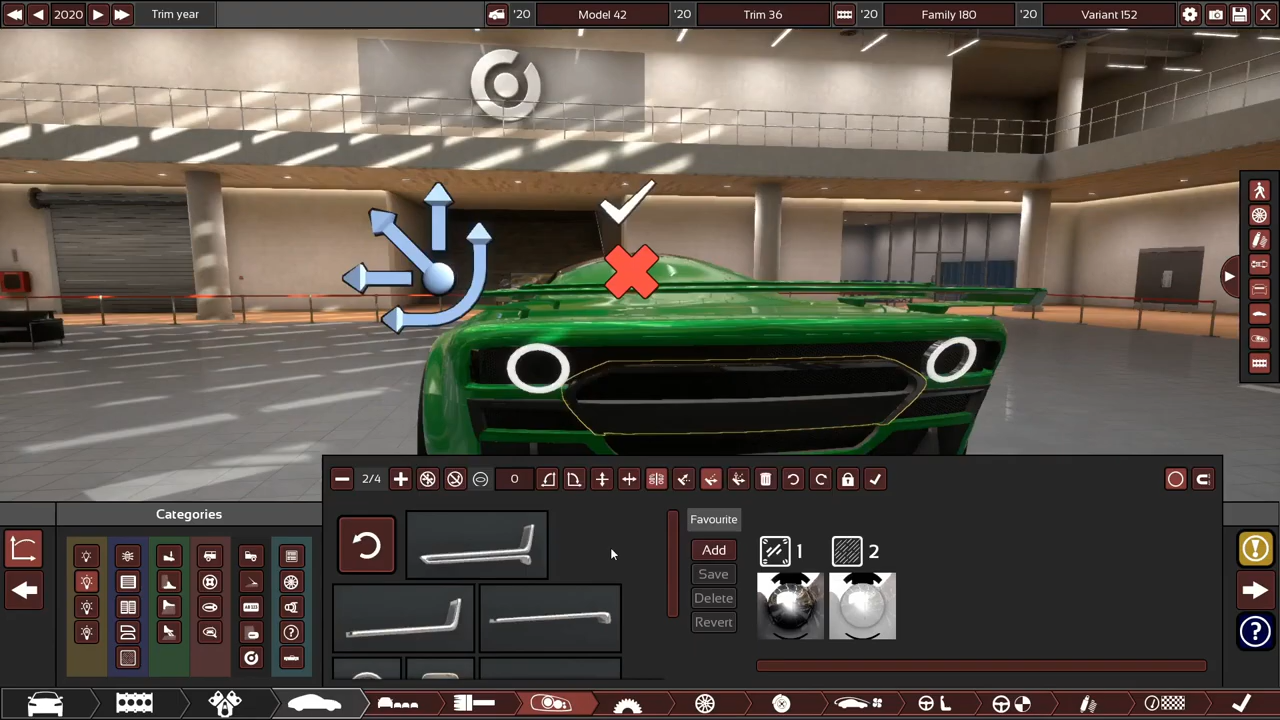 2020 Trim year '20 Model 42 '20 Trim 36 '20 Family 180 '20 Variant 152
2/4 0
Categories
Favourite
Add
Save
Delete
Revert
1 2